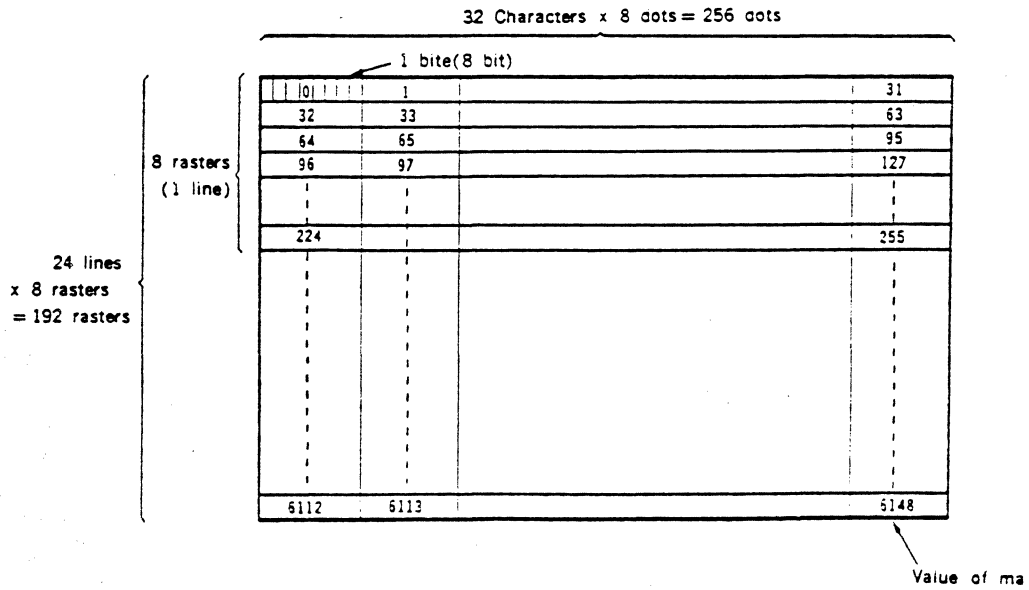 32 Characters x 8 dots = 256 dots
1 bite(8 bit)
0 1 31
32 33 63
64 65 95
8 rasters
(1 line)
96 97 127
224 255
24 lines
x 8 rasters
= 192 rasters
6112 6113 6148
Value of ma